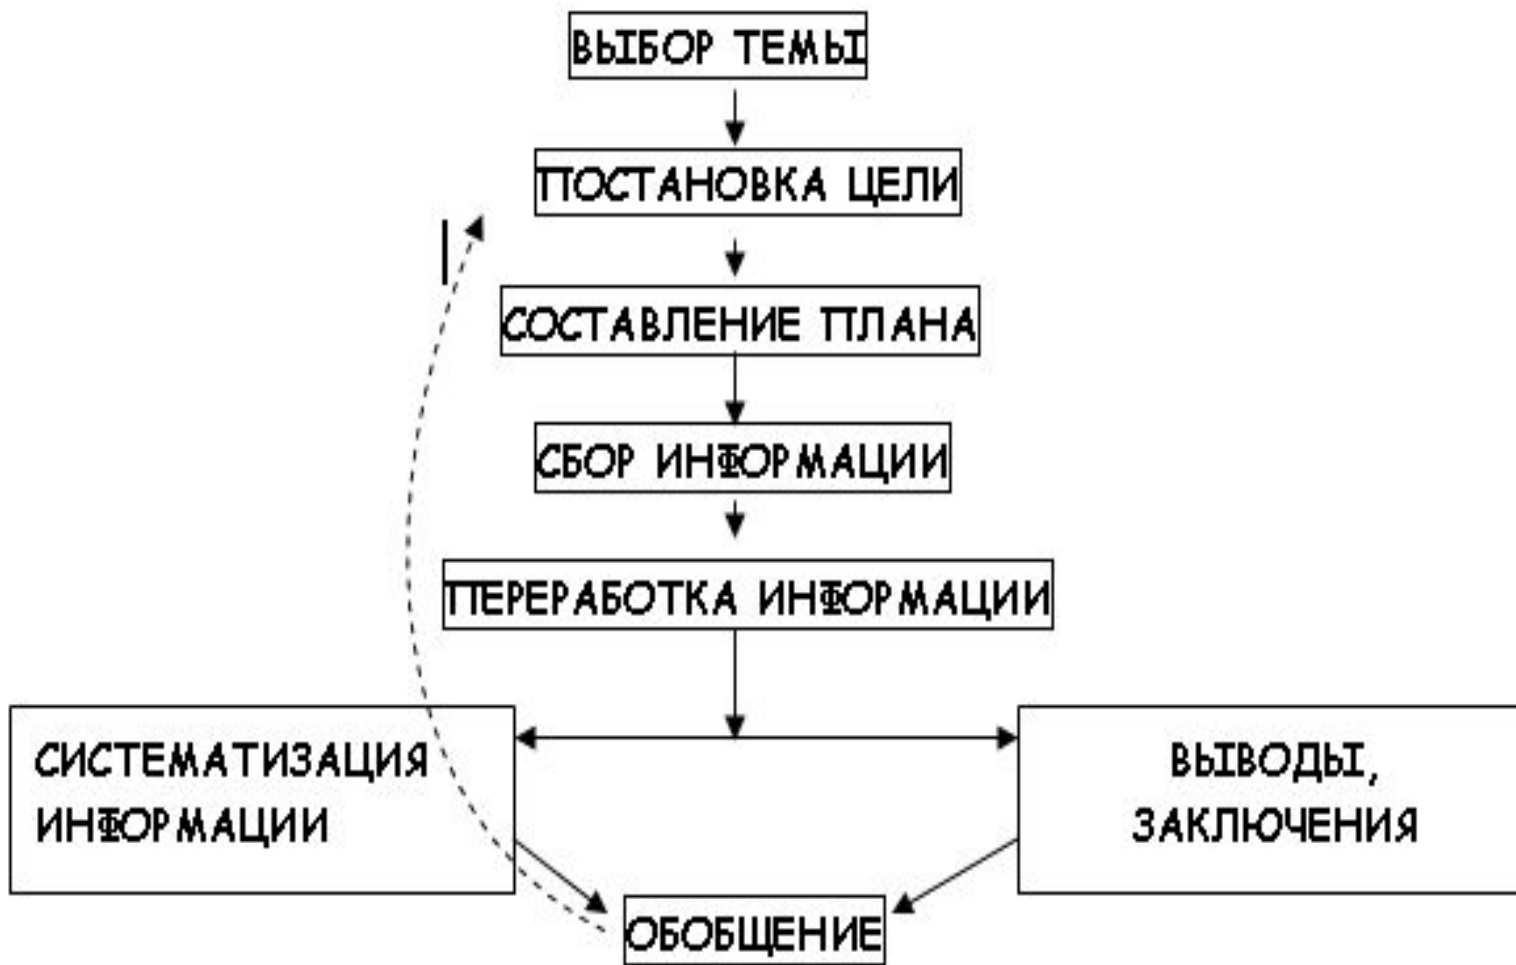 ВЫБОР ТЕМЫ
ПОСТАНОВКА ЦЕЛИ
СОСТАВЛЕНИЕ ПЛАНА
СБОР ИНФОРМАЦИИ
ПЕРЕРАБОТКА ИНФОРМАЦИИ
СИСТЕМАТИЗАЦИЯ
ИНФОРМАЦИИ
ВЫВОДЫ,
ЗАКЛЮЧЕНИЯ
ОБОБЩЕНИЕ